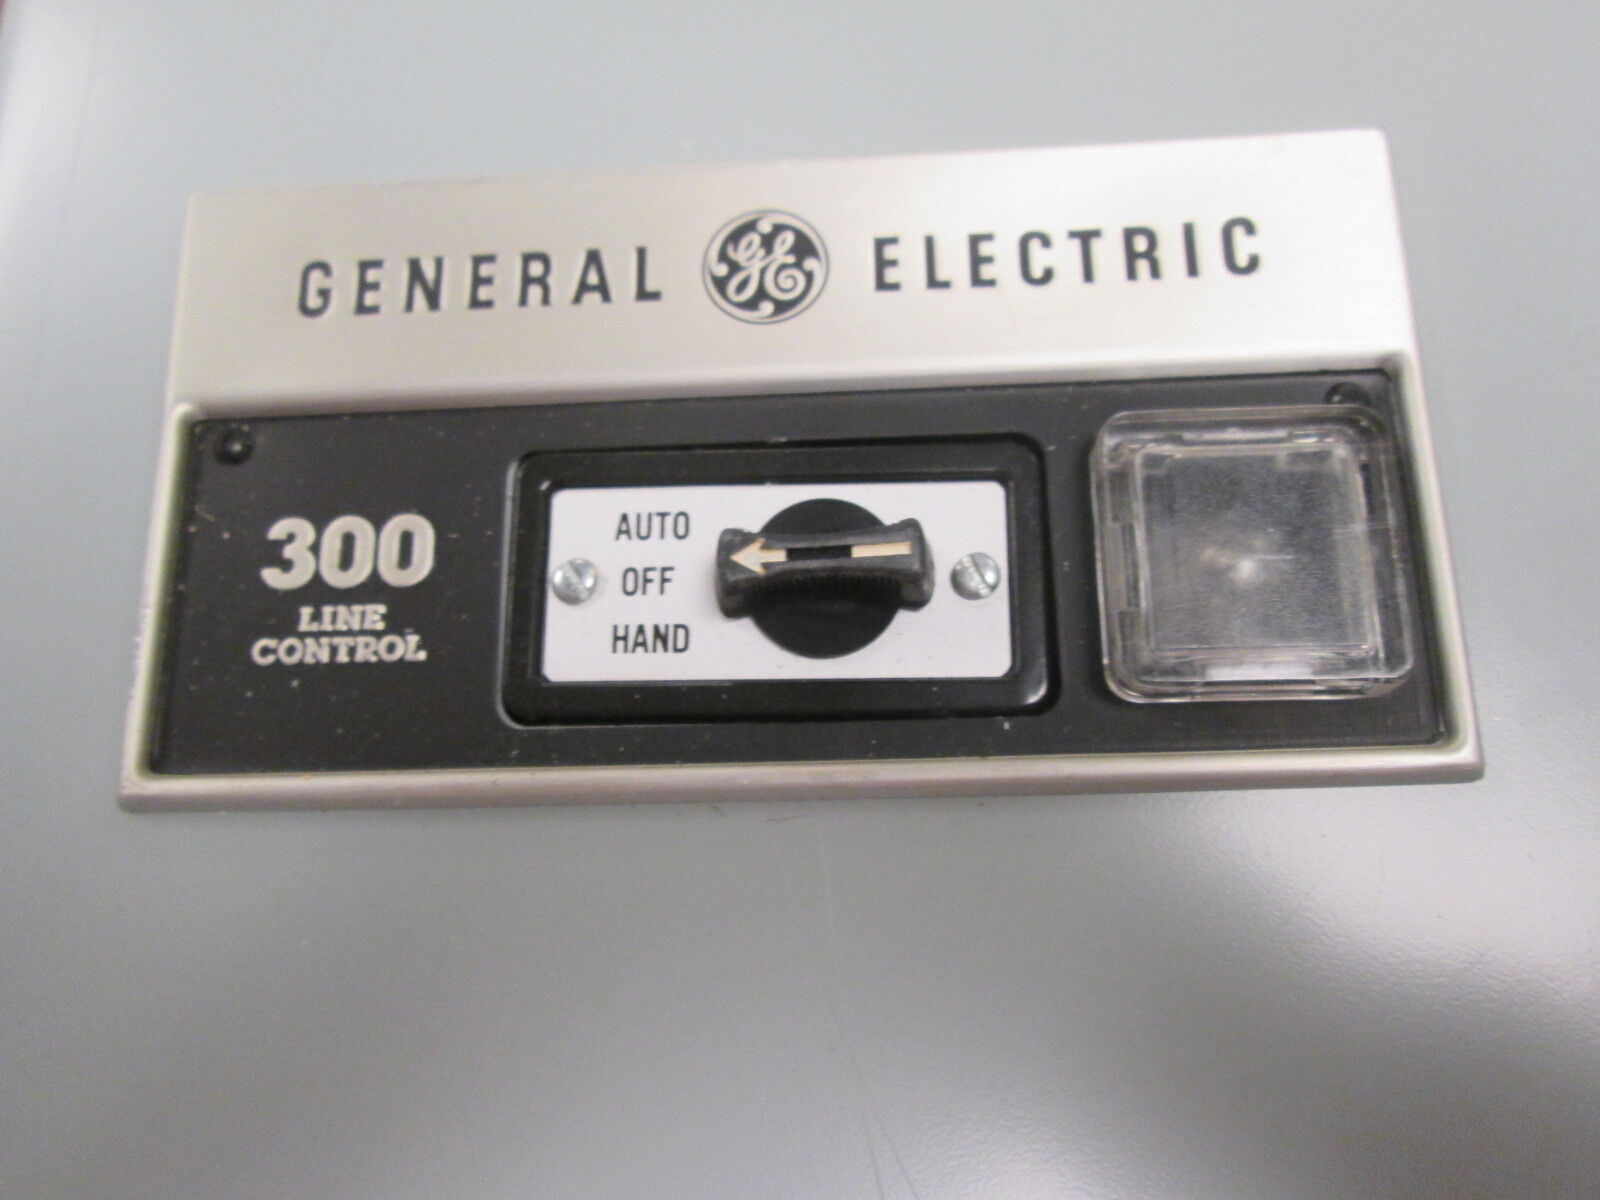 GENERAL GE ELECTRIC
300
LINE
CONTROL
AUTO
OFF
HAND